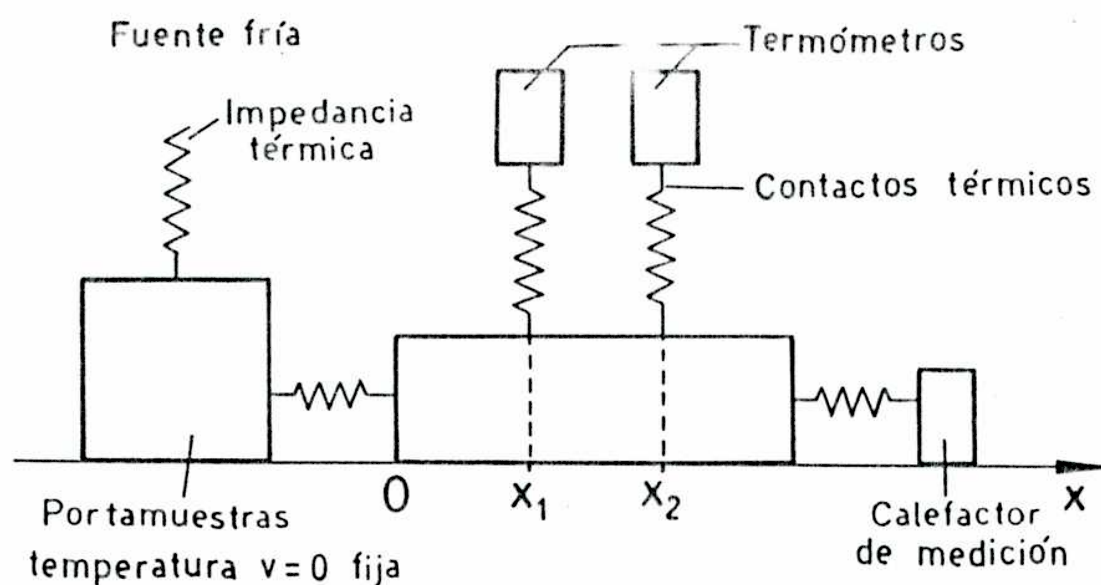 Fuente fría
Termómetros
Impedancia
térmica
Contactos térmicos
0
x₁
x₂
x
Portamuestras
temperatura v=0 fija
Calefactor
de medición